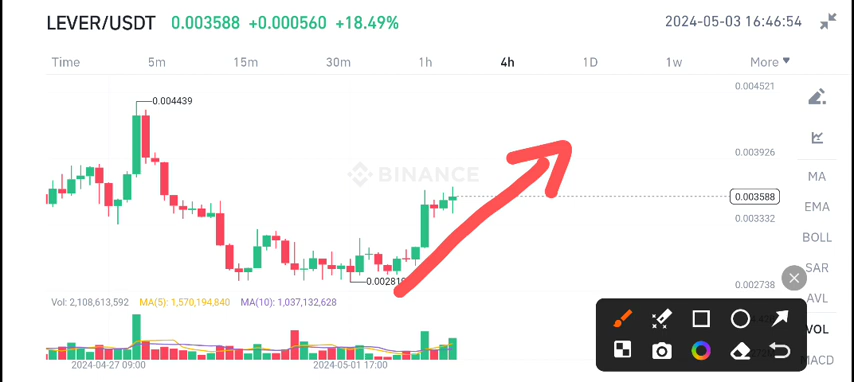 LEVER/USDT 0.003588 +0.000560 +18.49% 2024-05-03 16:46:54
Time 5m 15m 30m 1h 4h 1D 1w More
0.004521
0.004439
0.003926
BINANCE
MA
0.003588
EMA
0.003332
BOLL
SAR
0.002738
AVL
Vol: 2,108,613,592 MA(5): 1,570,194,840 MA(10): 1,037,132,628
VOL
MACD
2024-04-27 09:00 2024-05-01 17:00